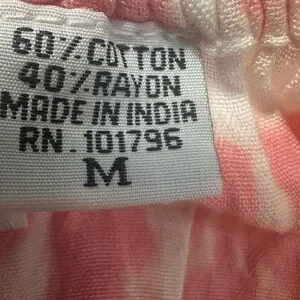 60% COTTON
40% RAYON
MADE IN INDIA
RN. 101796
M